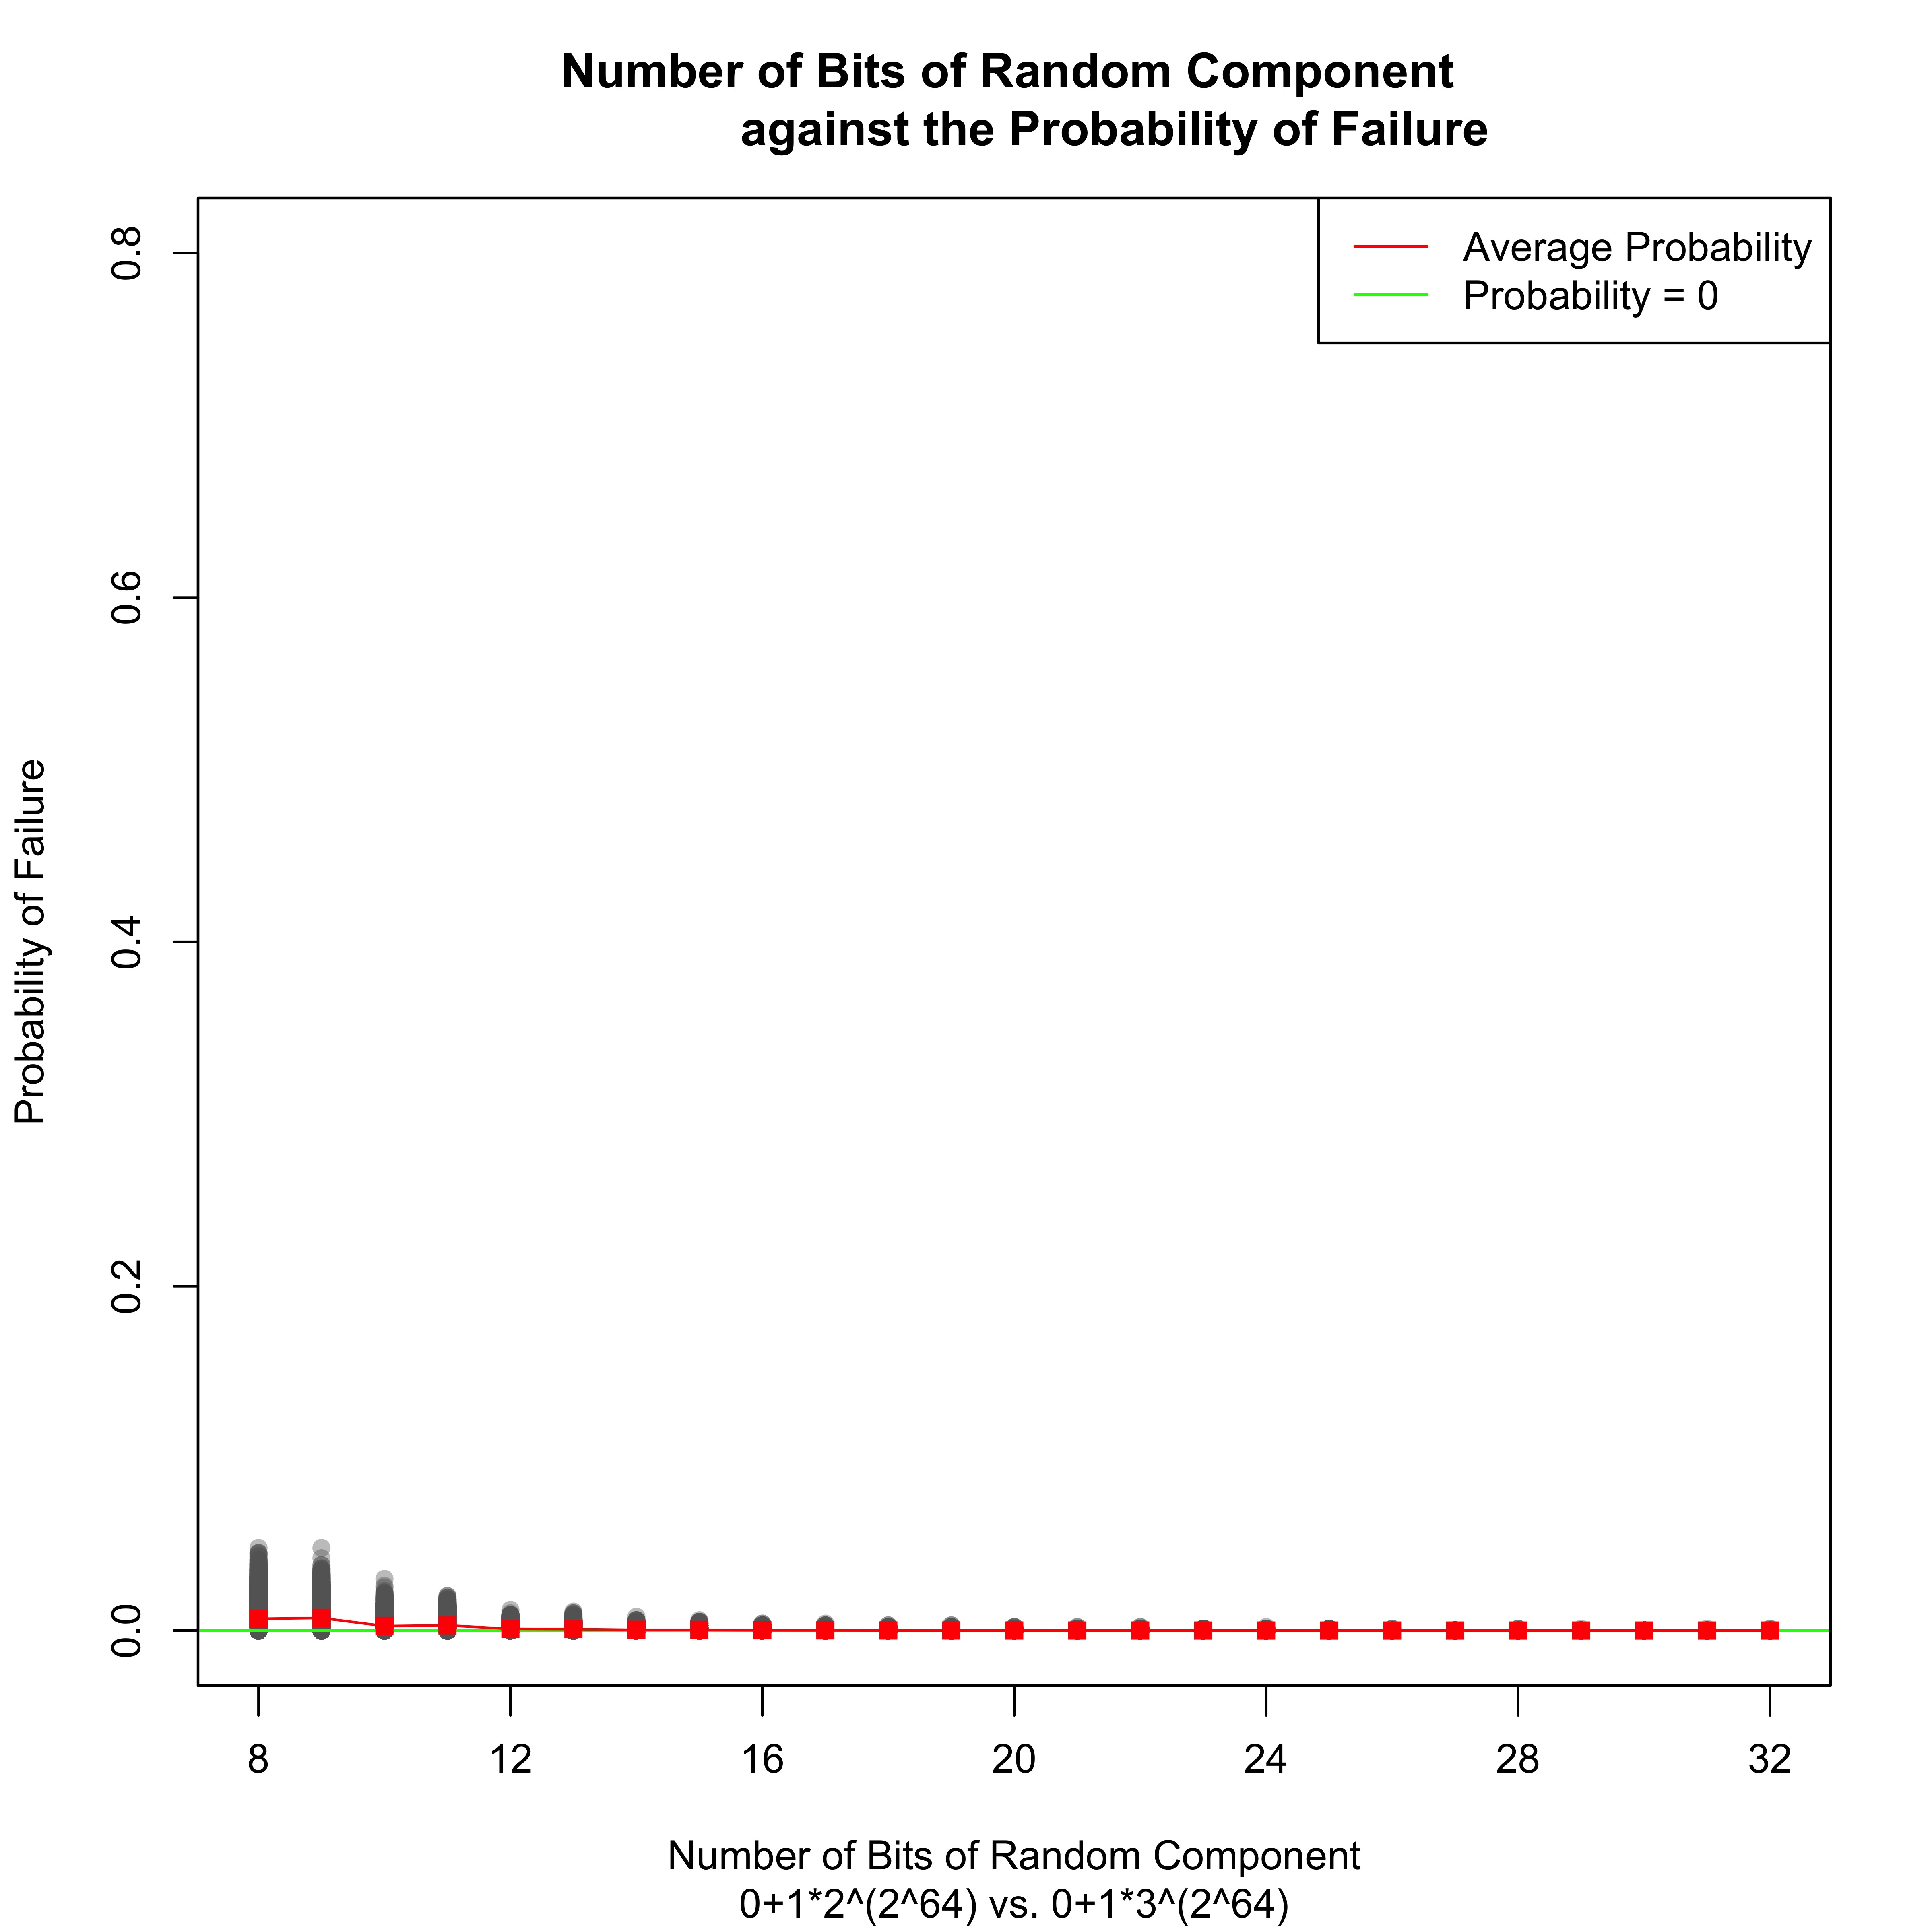 Number of Bits of Random Component
against the Probability of Failure
Average Probability
Probability = 0
0.8
0.6
0.4
0.2
0.0
Probability of Failure
8 12 16 20 24 28 32
Number of Bits of Random Component
0+1*2^(2^64) vs. 0+1*3^(2^64)